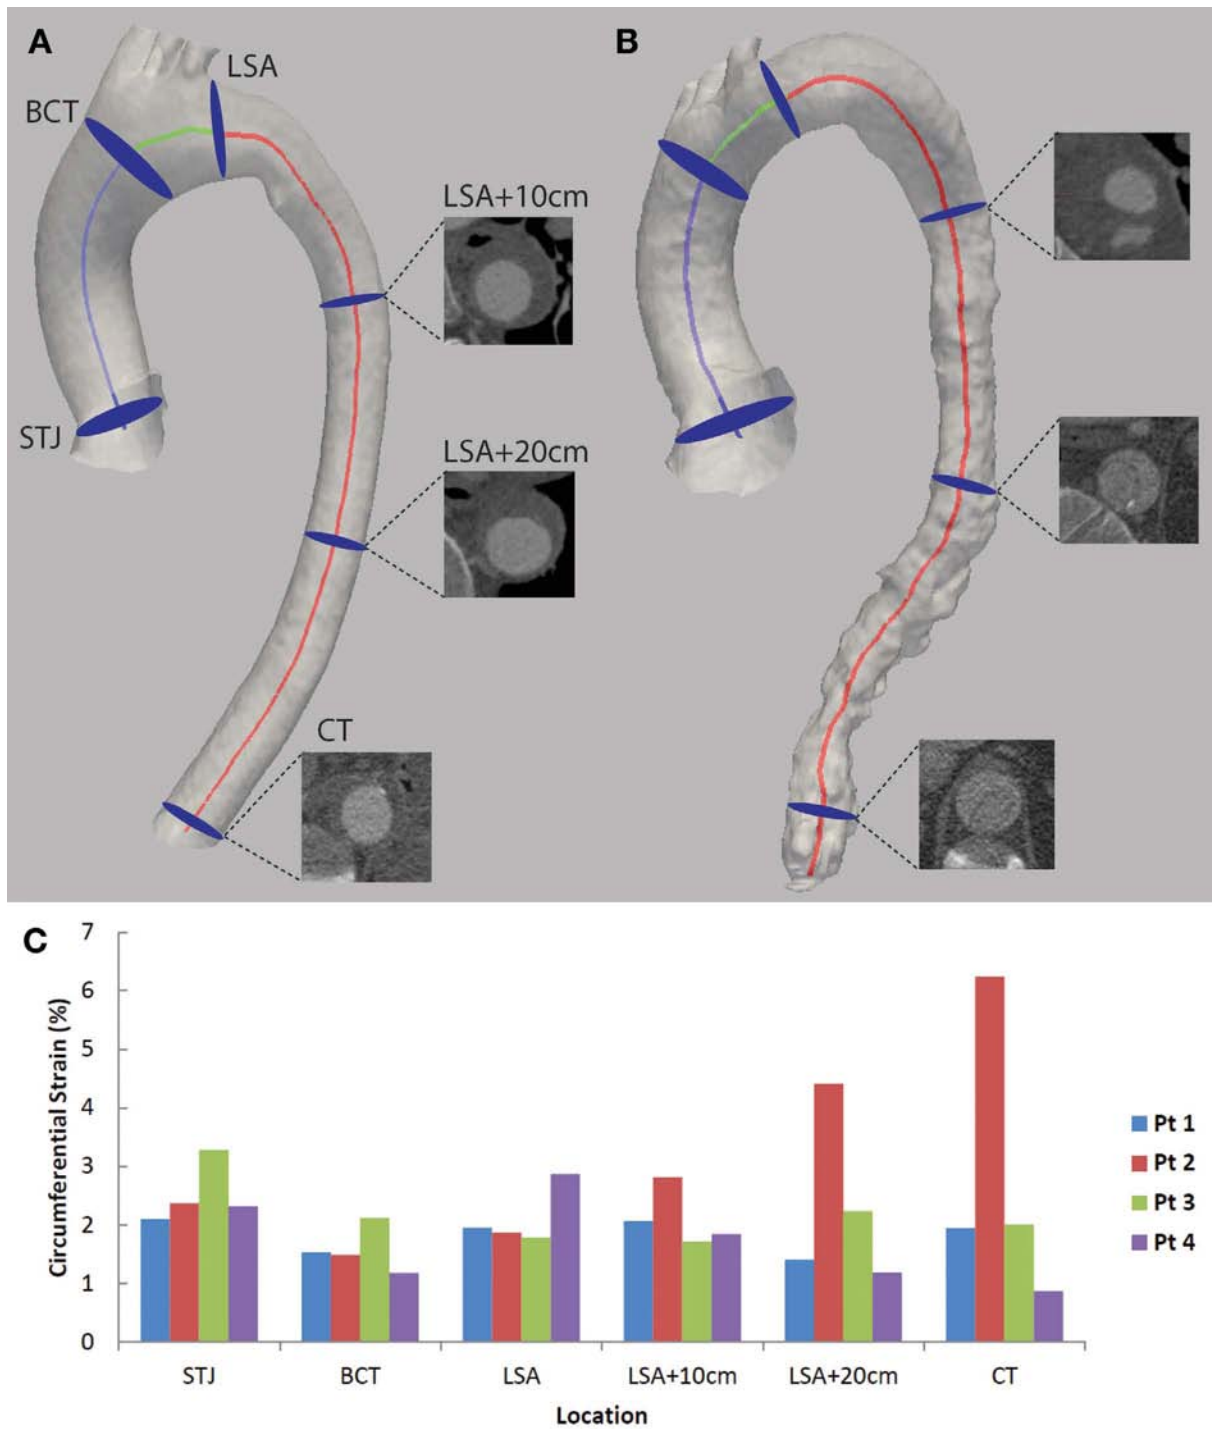 A
B
LSA
BCT
LSA+10cm
STJ
LSA+20cm
CT
C
7
6
5
4
3
2
1
0
Circumferential Strain (%)
Pt 1
Pt 2
Pt 3
Pt 4
STJ BCT LSA LSA+10cm LSA+20cm CT
Location